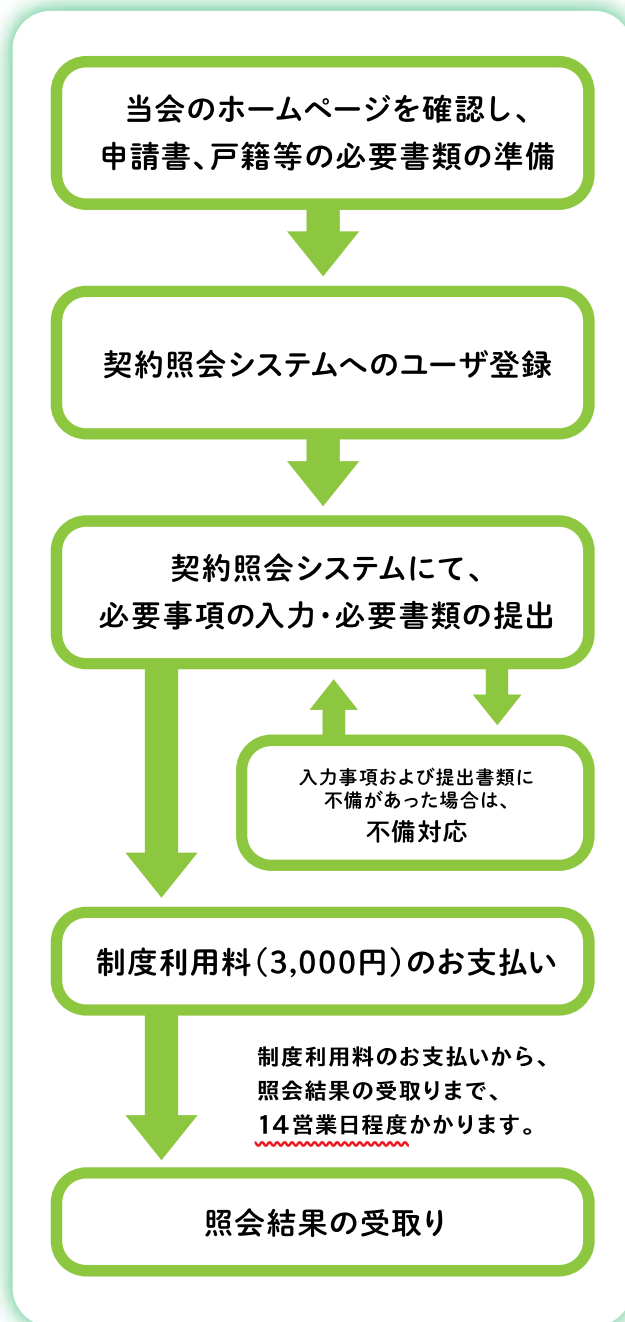 当会のホームページを確認し、
申請書、戸籍等の必要書類の準備
契約照会システムへのユーザ登録
契約照会システムにて、
必要事項の入力・必要書類の提出
入力事項および提出書類に
不備があった場合は、
不備対応
制度利用料(3,000円)のお支払い
制度利用料のお支払いから、
照会結果の受取りまで、
14営業日程度かかります。
照会結果の受取り